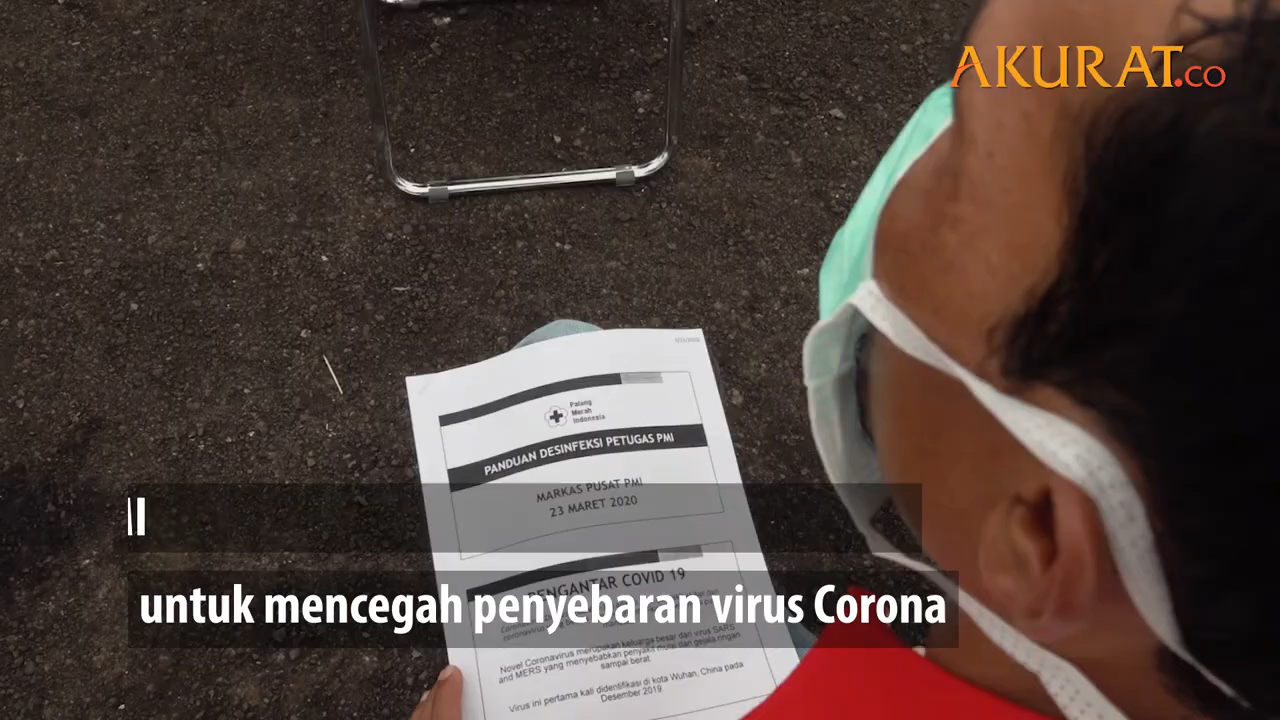 AKURAT.CO
Palang
Merah
Indonesia
PANDUAN DESINFEKSI PETUGAS PMI
MARKAS PUSAT PMI
23 MARET 2020
PENGANTAR COVID 19
Novel Coronavirus merupakan keluarga besar dari virus SARS
and MERS yang menyebabkan penyakit mulai dari gejala ringan
sampai berat.
Virus ini pertama kali didentifikasi di kota Wuhan, China pada
Desember 2019
untuk mencegah penyebaran virus Corona